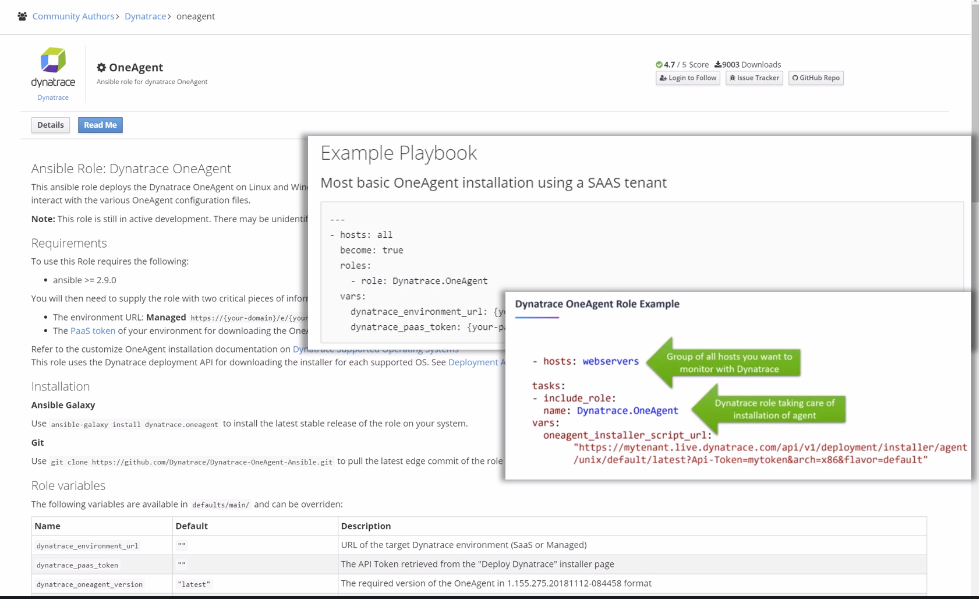 Community Authors> Dynatrace> oneagent
dynatrace
Dynatrace
OneAgent
Ansible role for dynatrace OneAgent
4.7 / 5 Score 9003 Downloads
Login to Follow
Issue Tracker
GitHub Repo
Details
Read Me
Ansible Role: Dynatrace OneAgent
This ansible role deploys the Dynatrace OneAgent on Linux and
interact with the various OneAgent configuration files.
Note: This role is still in active development. There may be
Requirements
To use this Role requires the following:
• ansible >= 2.9.0
You will then need to supply the role with two critical pieces of
• The environment URL: Managed https://{your-domain}/e/{your
• The PaaS token of your environment for downloading the
Refer to the customize OneAgent installation documentation on Dynatrace Supported Operating Systems
This role uses the Dynatrace deployment API for downloading the installer for each supported OS. See Deployment
Installation
Ansible Galaxy
Use ansible-galaxy install dynatrace.oneagent to install the latest stable release of the role on your system.
Git
Use git clone https://github.com/Dynatrace/Dynatrace-OneAgent-Ansible.git to pull the latest edge commit of the role
Role variables
The following variables are available in defaults/main/ and can be overriden:
Name Default Description
dynatrace_environment_url "" URL of the target Dynatrace environment (SaaS or Managed)
dynatrace_paas_token "" The API Token retrieved from the "Deploy Dynatrace" installer page
dynatrace_oneagent_version "latest" The required version of the OneAgent in 1.155.275.20181112-084458 format
Example Playbook
Most basic OneAgent installation using a SAAS tenant
---
- hosts: all
become: true
roles:
- role: Dynatrace.OneAgent
vars:
dynatrace_environment_url:
dynatrace_paas_token:
Dynatrace OneAgent Role Example
- hosts: webservers
Group of all hosts you want to
monitor with Dynatrace
tasks:
- include_role:
name: Dynatrace.OneAgent
Dynatrace role taking care of
installation of agent
vars:
oneagent_installer_script_url:
"https://mytenant.live.dynatrace.com/api/v1/deployment/installer/agent
/unix/default/latest?Api-Token=mytoken&arch=x86&flavor=default"